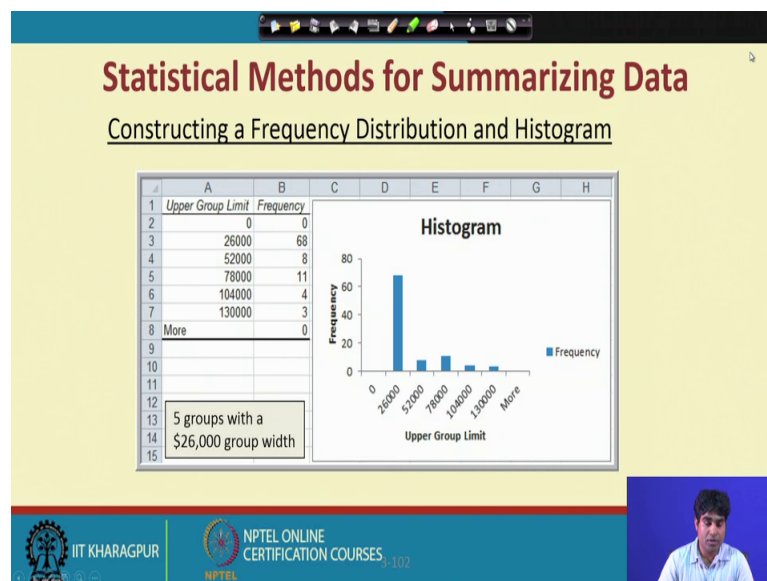 Statistical Methods for Summarizing Data
Constructing a Frequency Distribution and Histogram
A B C D E F G H
1 Upper Group Limit Frequency
2 0 0
3 26000 68
4 52000 8
5 78000 11
6 104000 4
7 130000 3
8 More 0
9
10
11
12
13
14
15
5 groups with a
$26,000 group width
Histogram
Frequency
80
60
40
20
0
0 26000 52000 78000 104000 130000 More
Upper Group Limit
Frequency
IIT KHARAGPUR
NPTEL
NPTEL ONLINE
CERTIFICATION COURSES
3-102